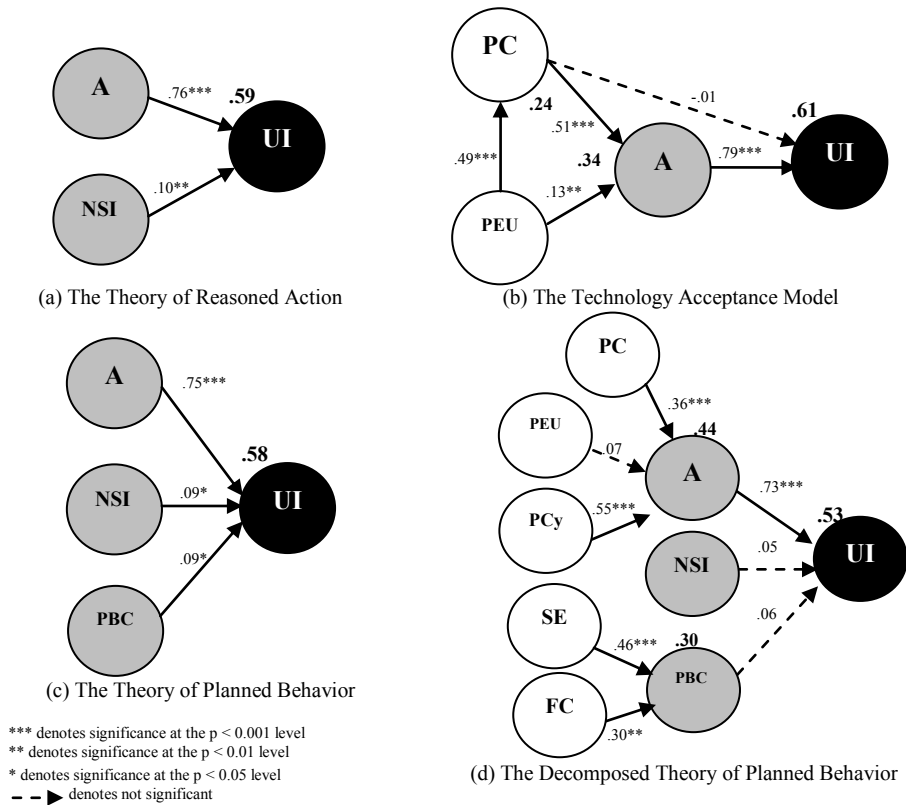 A
.76***
.59
UI
.10**
NSI
(a) The Theory of Reasoned Action
PC
-.01
.24
.51***
.61
UI
.49***
.34
A
.79***
.13**
PEU
(b) The Technology Acceptance Model
A
.75***
.58
NSI
.09*
UI
.09*
PBC
(c) The Theory of Planned Behavior
PC
.36***
PEU
.44
.07
A
.73***
PCy
.55***
.53
NSI
.05
UI
SE
.06
.46***
.30
PBC
FC
.30**
(d) The Decomposed Theory of Planned Behavior
*** denotes significance at the p < 0.001 level
** denotes significance at the p < 0.01 level
* denotes significance at the p < 0.05 level
denotes not significant